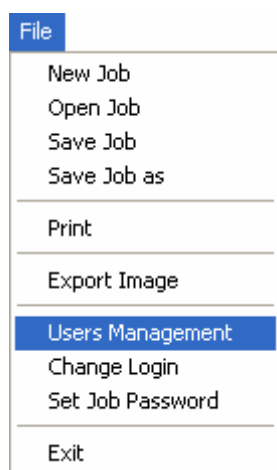 File
New Job
Open Job
Save Job
Save Job as
Print
Export Image
Users Management
Change Login
Set Job Password
Exit